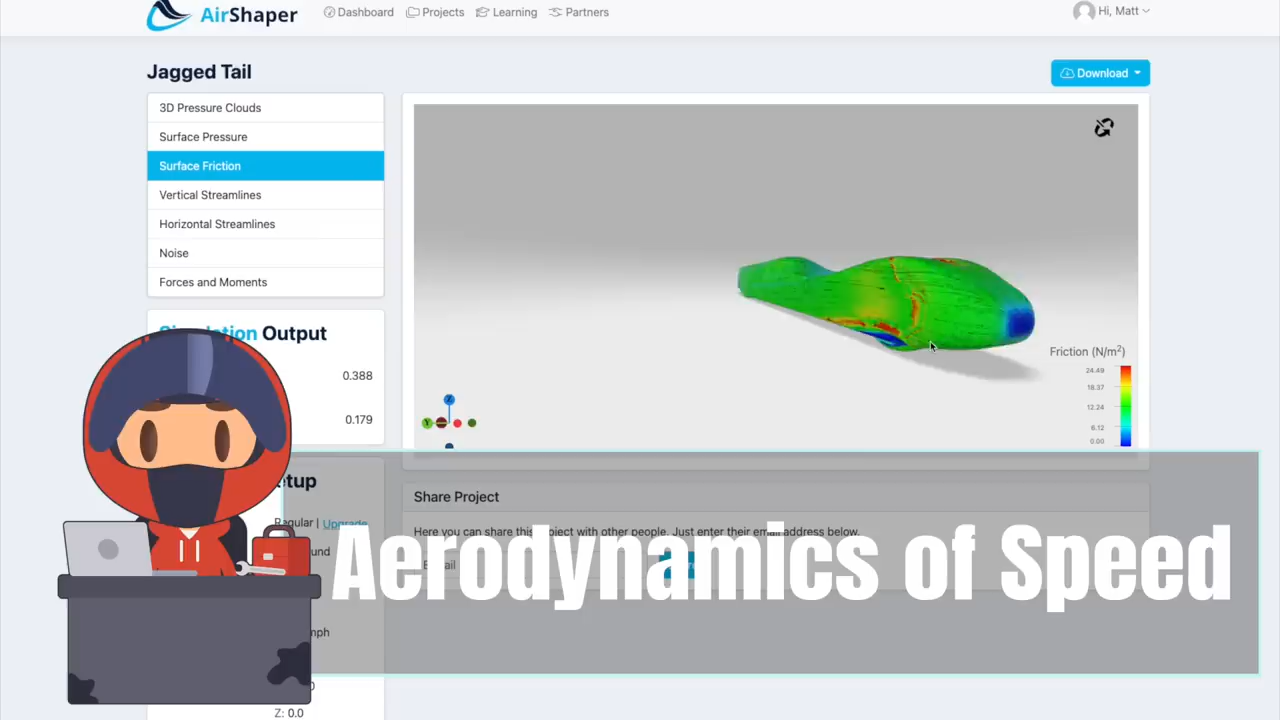 AirShaper
Dashboard
Projects
Learning
Partners
Hi, Matt
Jagged Tail
Download
3D Pressure Clouds
Surface Pressure
Surface Friction
Vertical Streamlines
Horizontal Streamlines
Noise
Forces and Moments
Friction (N/m2)
24.49
18.37
12.24
6.12
0.00
Z
Y
Output
0.388
0.179
Regular | Upgrade
mph
Z: 0.0
Share Project
Here you can share this project with other people. Just enter their email address below.
Aerodynamics of Speed